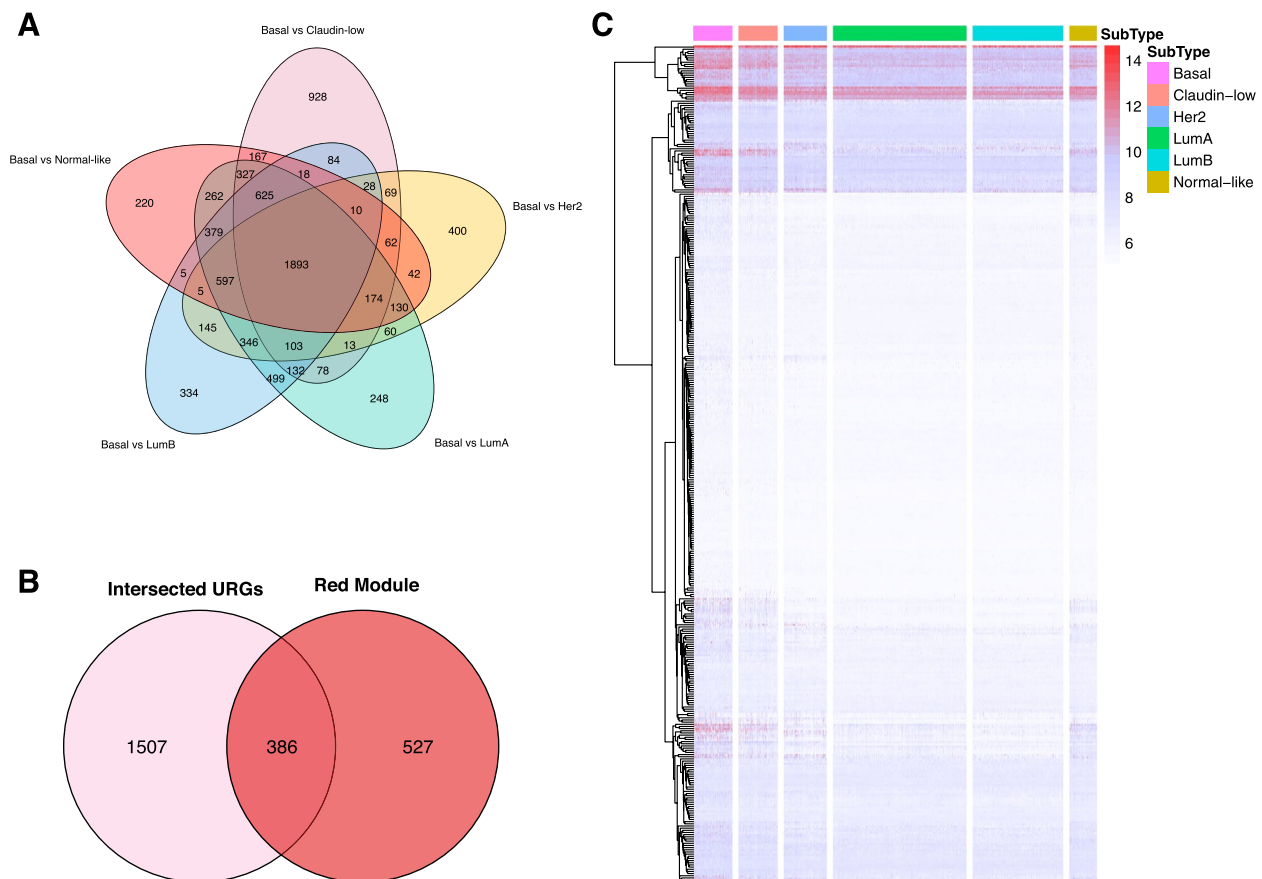 A
Basal vs Claudin-low
928
Basal vs Normal-like
167
84
327
18
28
69
220
262
625
10
Basal vs Her2
400
379
62
5
1893
42
597
5
174
130
145
60
346
103
13
132
78
499
334
248
Basal vs LumB
Basal vs LumA
B
Intersected URGs
Red Module
1507
386
527
C
SubType
14
12
10
8
6
SubType
Basal
Claudin−low
Her2
LumA
LumB
Normal−like